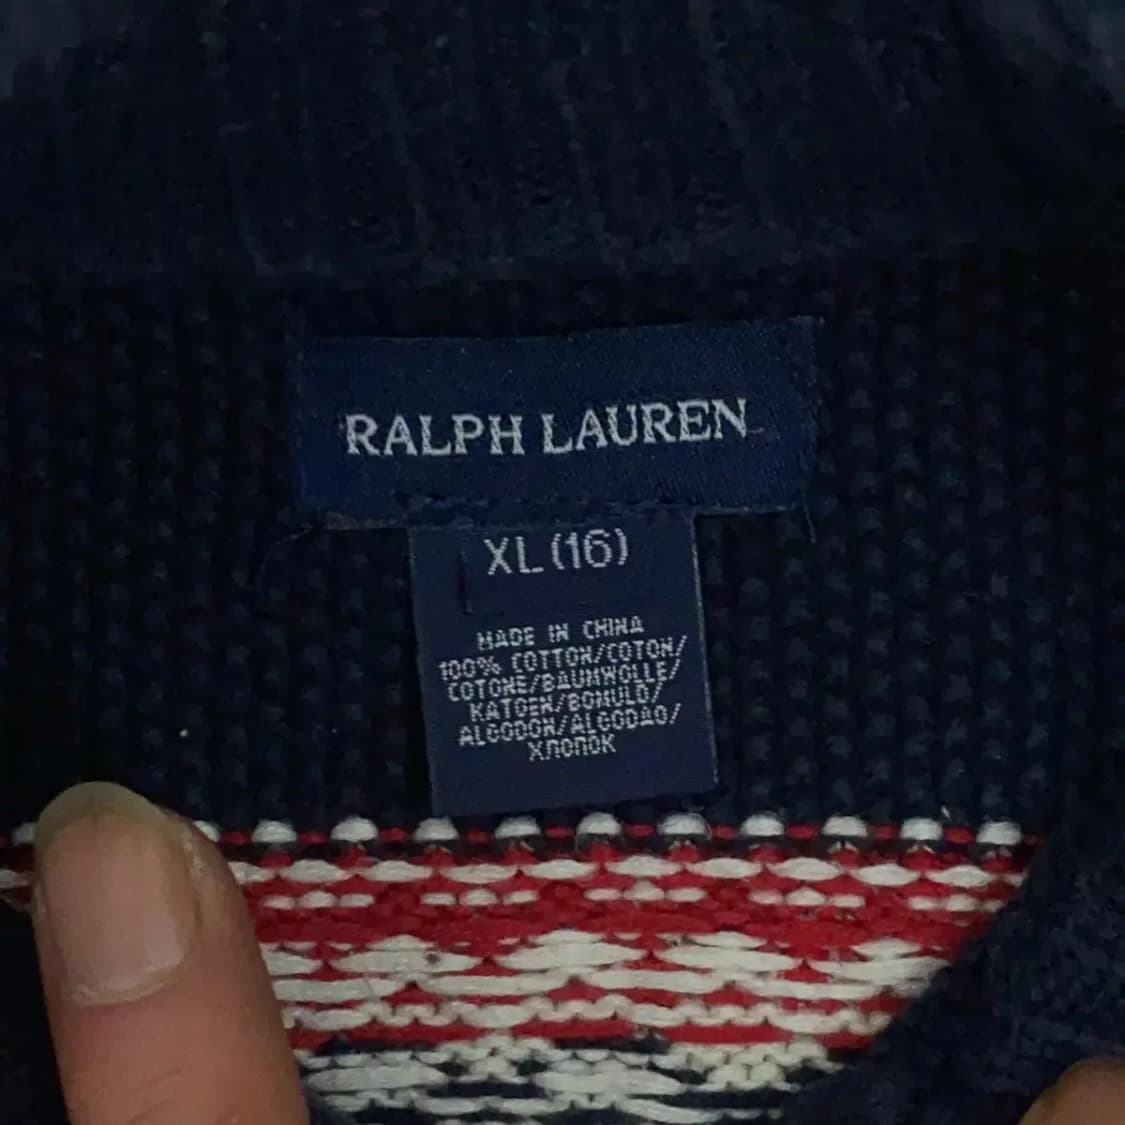 RALPH LAUREN
XL (16)
MADE IN CHINA
100% COTTON/COTON/
COTONE/BAUMWOLLE/
KATOEN/BOMULD/
ALGODON/ALGODAO/
ХЛОПОК